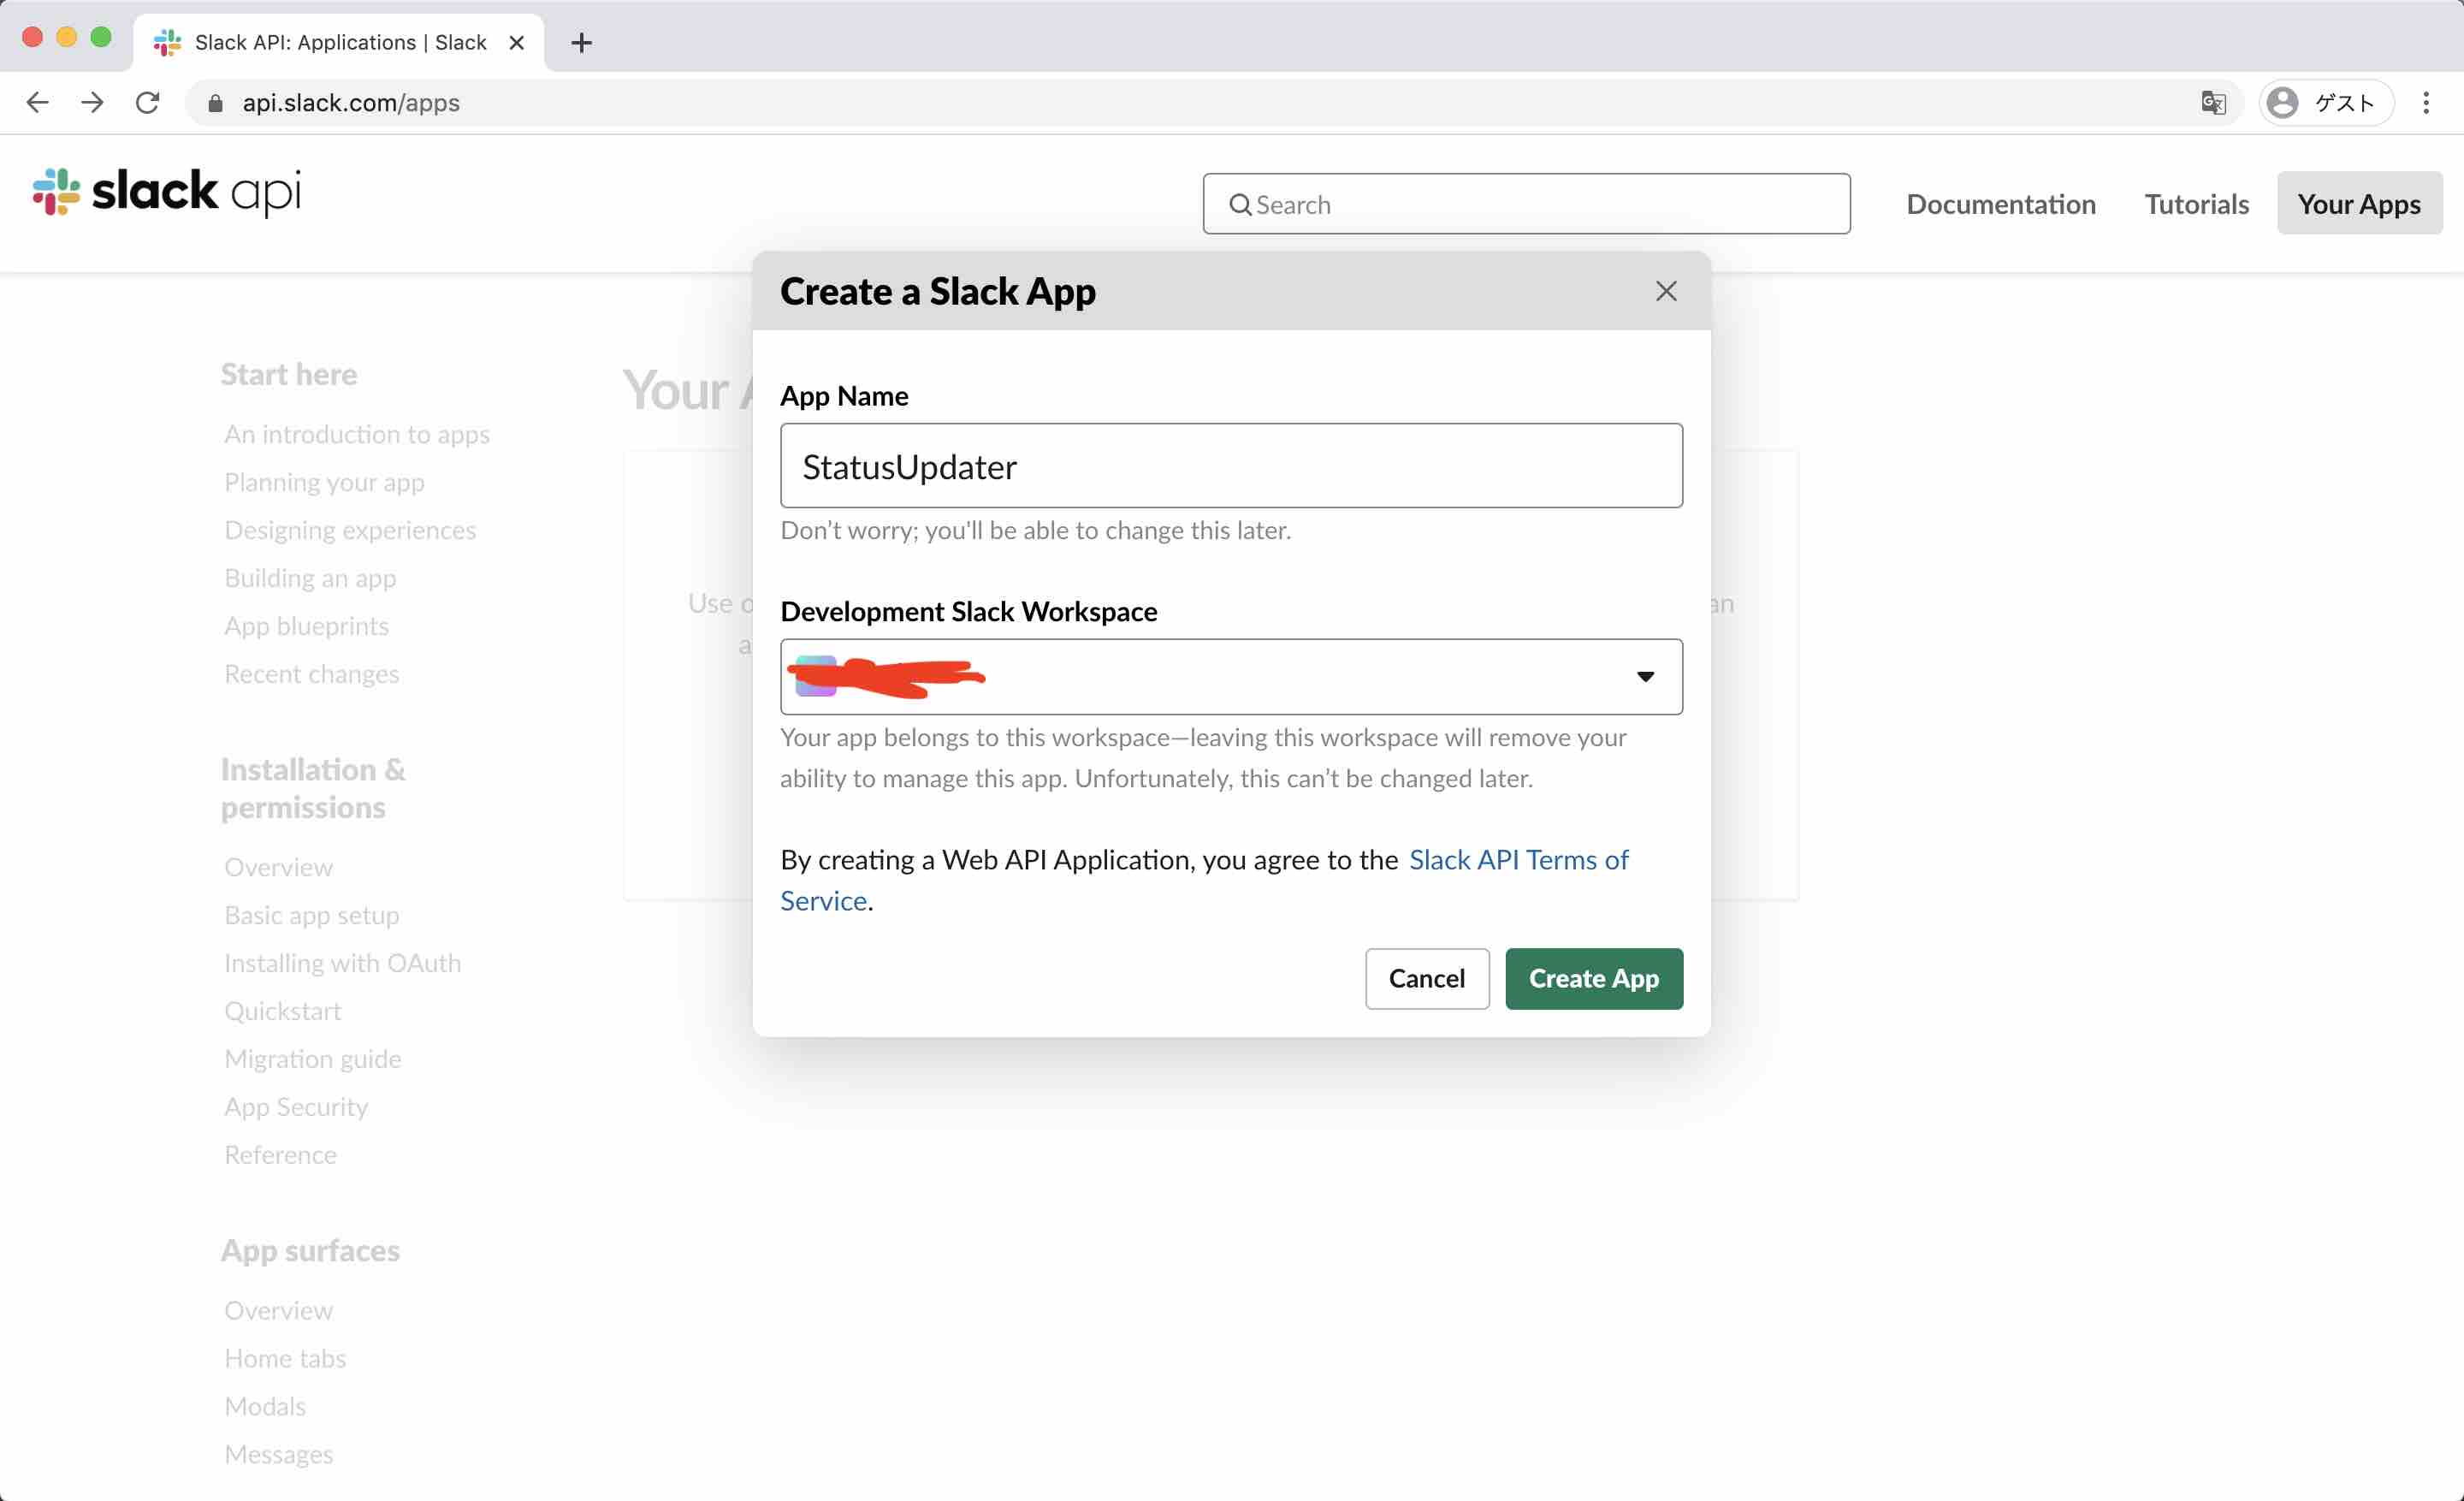 Slack API: Applications | Slack
api.slack.com/apps
ゲスト
slack api
Search
Documentation
Tutorials
Your Apps
Create a Slack App
App Name
StatusUpdater
Don't worry; you'll be able to change this later.
Development Slack Workspace
Your app belongs to this workspace—leaving this workspace will remove your
ability to manage this app. Unfortunately, this can't be changed later.
By creating a Web API Application, you agree to the Slack API Terms of
Service.
Cancel
Create App
Start here
An introduction to apps
Planning your app
Designing experiences
Building an app
App blueprints
Recent changes
Installation &
permissions
Overview
Basic app setup
Installing with OAuth
Quickstart
Migration guide
App Security
Reference
App surfaces
Overview
Home tabs
Modals
Messages
Your
Use